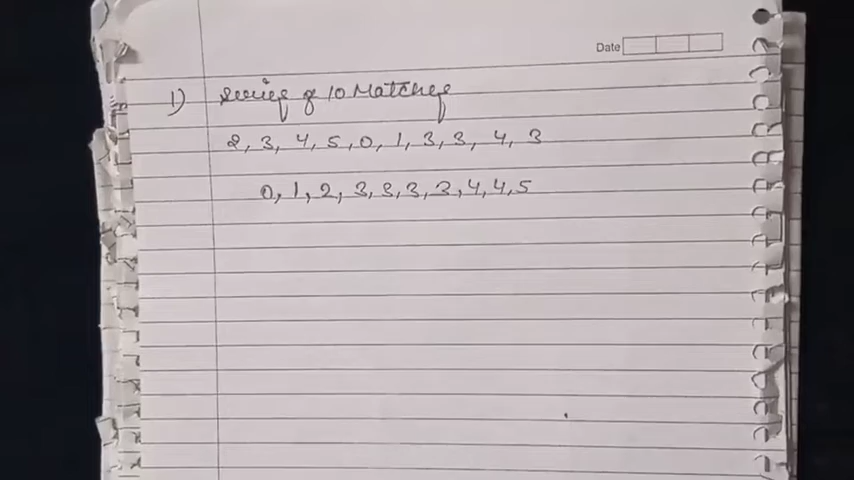 Date
1) Series of 10 Matches
2, 3, 4, 5, 0, 1, 3, 3, 4, 3
0, 1, 2, 3, 3, 3, 3, 4, 4, 5